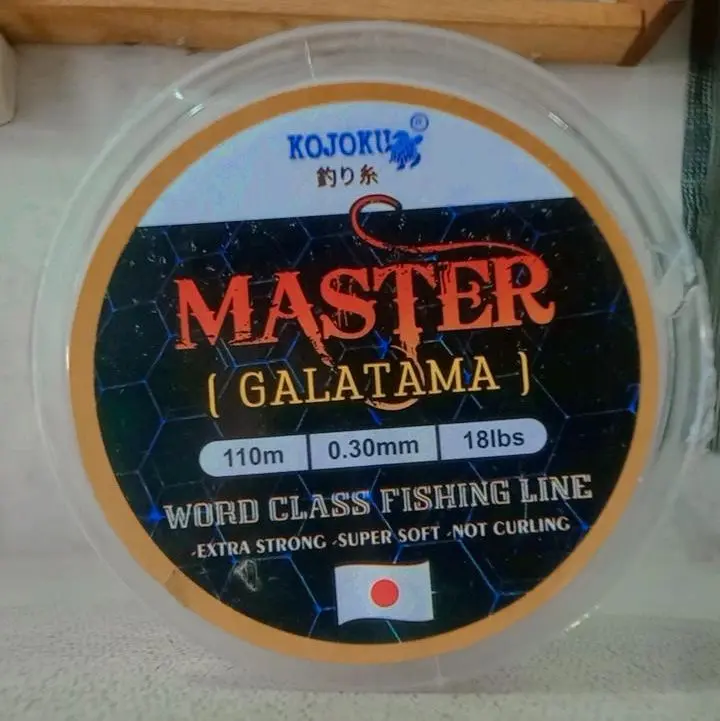 KOJOKU ®
釣り糸
MASTER
( GALATAMA )
110m 0.30mm 18lbs
WORD CLASS FISHING LINE
-EXTRA STRONG -SUPER SOFT -NOT CURLING